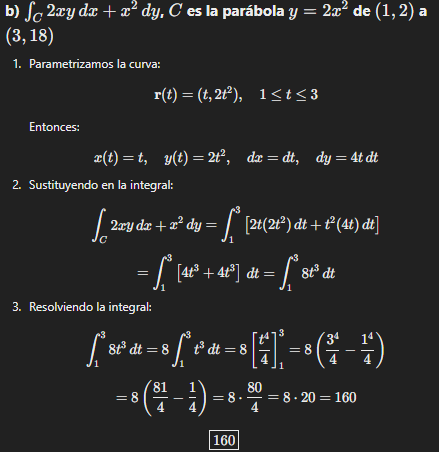 b) ∫_C 2xy dx + x² dy, C es la parábola y = 2x² de (1, 2) a
(3, 18)
1. Parametrizamos la curva:
r(t) = (t, 2t²), 1 ≤ t ≤ 3
Entonces:
x(t) = t, y(t) = 2t², dx = dt, dy = 4t dt
2. Sustituyendo en la integral:
∫_C 2xy dx + x² dy = ∫_1^3 [2t(2t²) dt + t²(4t) dt]
= ∫_1^3 [4t³ + 4t³] dt = ∫_1^3 8t³ dt
3. Resolviendo la integral:
∫_1^3 8t³ dt = 8 ∫_1^3 t³ dt = 8 [t⁴/4]_1^3 = 8 (3⁴/4 − 1⁴/4)
= 8 (81/4 − 1/4) = 8 · 80/4 = 8 · 20 = 160
160